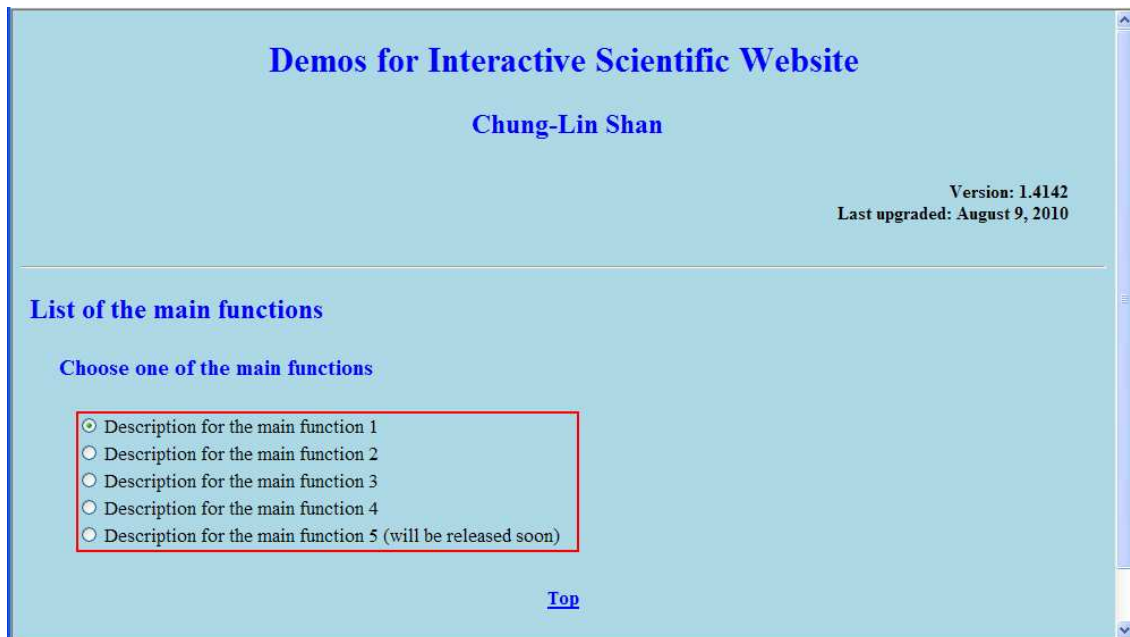 Demos for Interactive Scientific Website
Chung-Lin Shan
Version: 1.4142
Last upgraded: August 9, 2010
List of the main functions
Choose one of the main functions
Description for the main function 1
Description for the main function 2
Description for the main function 3
Description for the main function 4
Description for the main function 5 (will be released soon)
Top